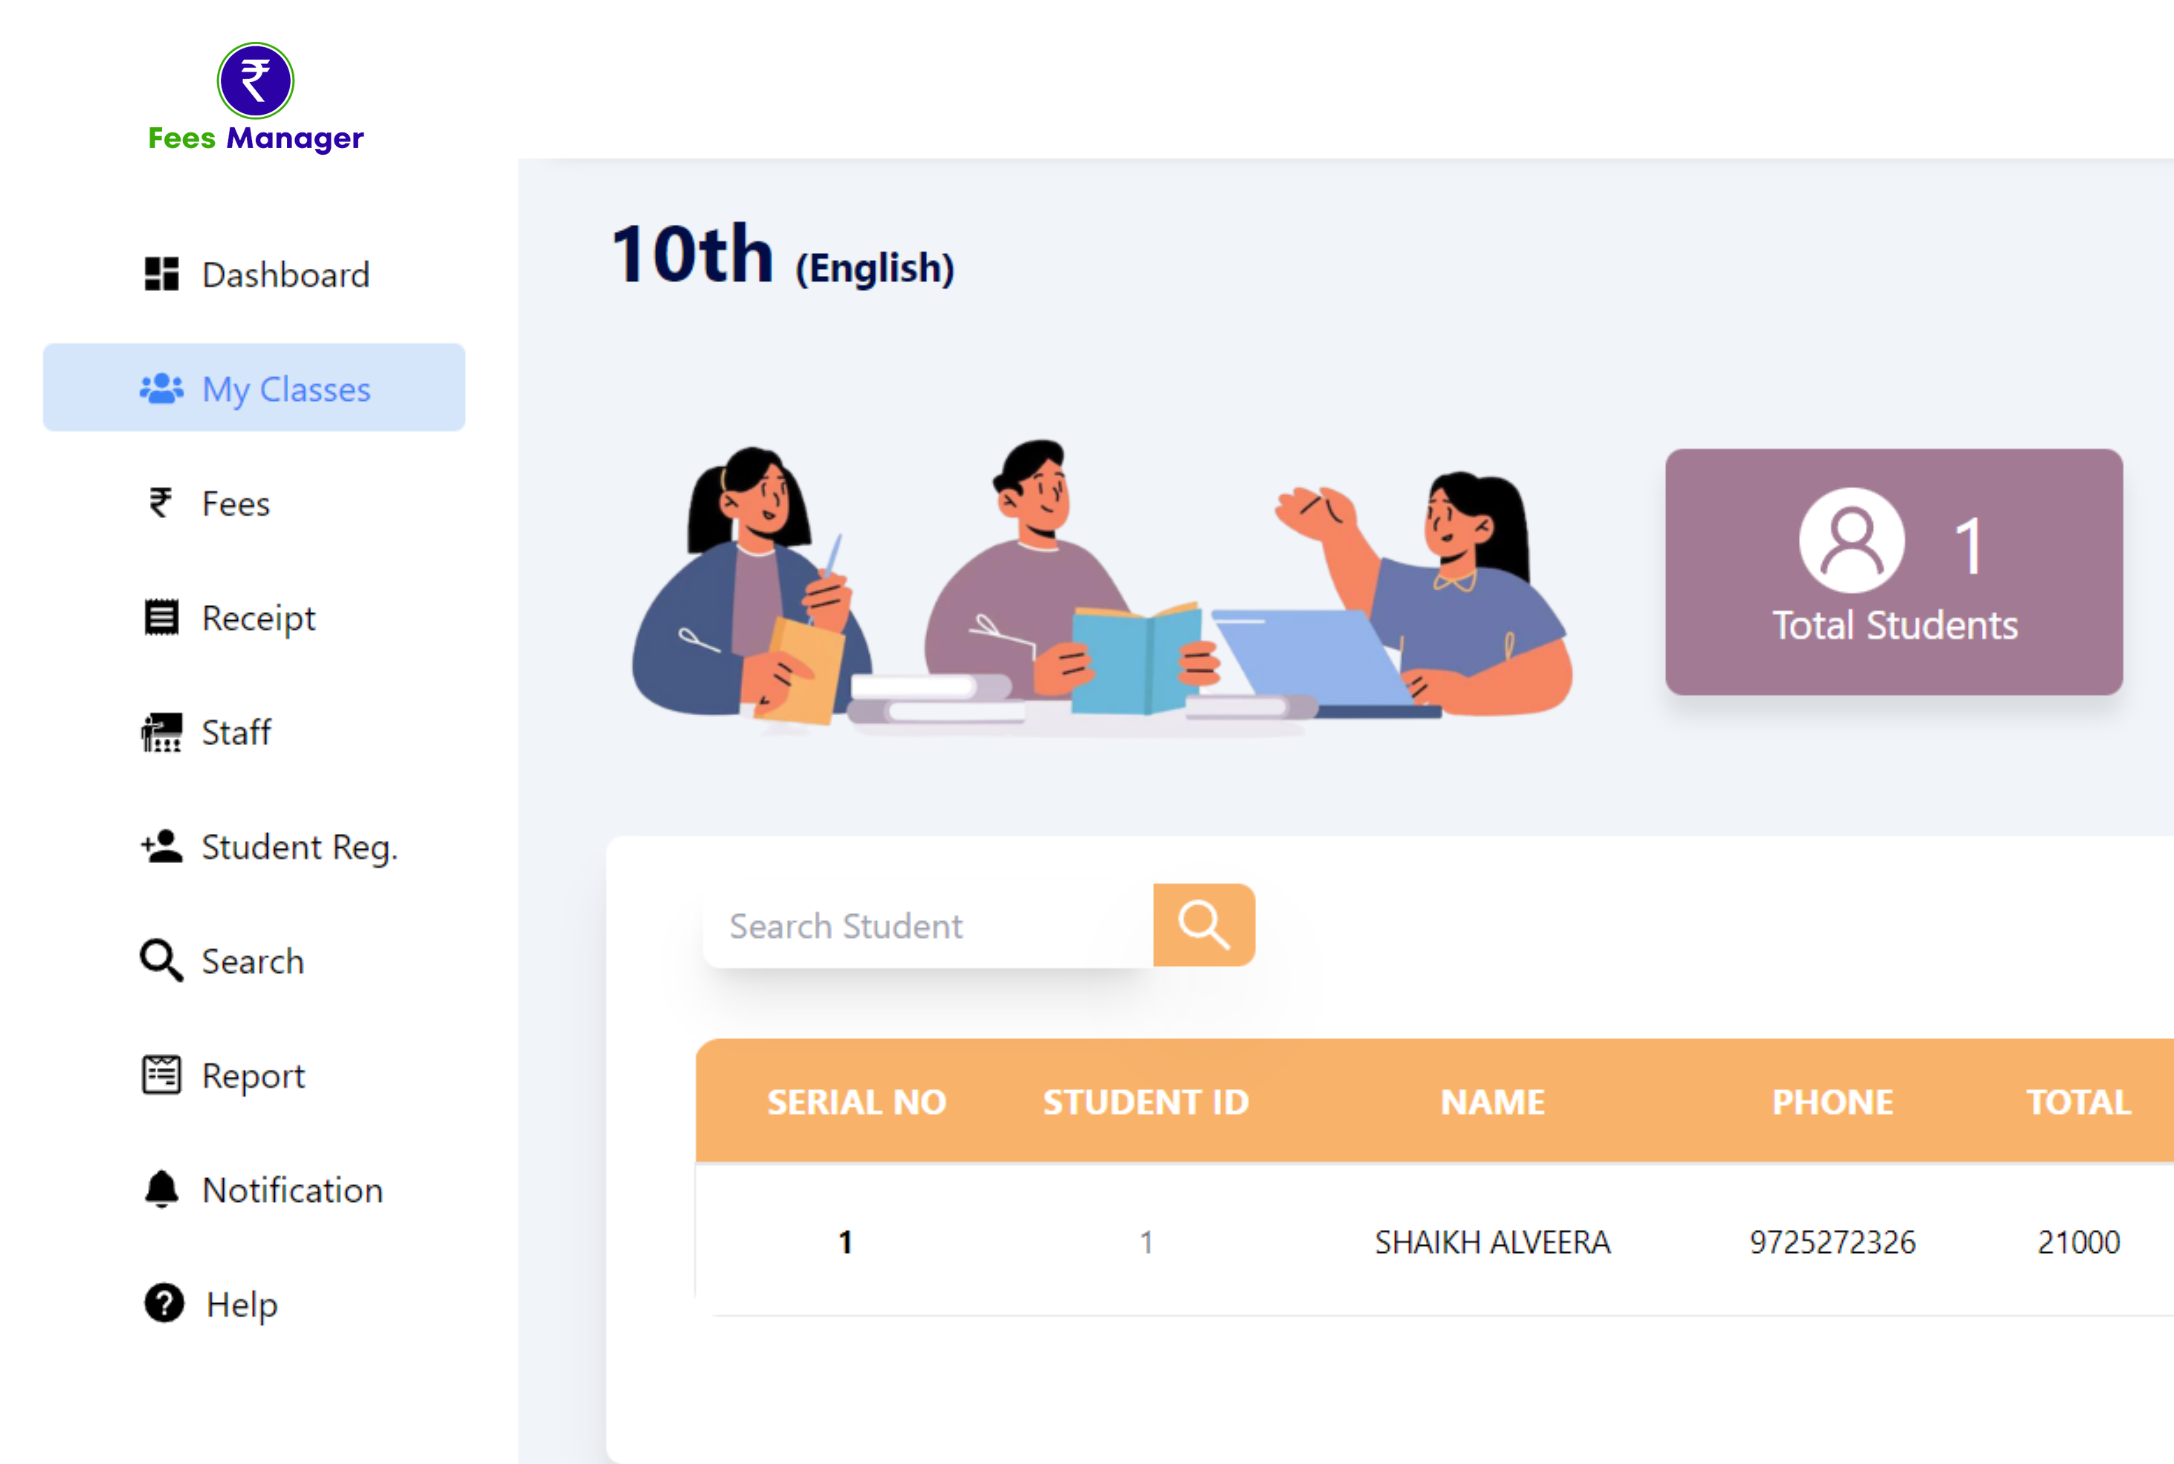 ₹
Fees Manager
Dashboard
My Classes
₹ Fees
Receipt
Staff
Student Reg.
Search
Report
Notification
Help
10th (English)
1
Total Students
Search Student
SERIAL NO STUDENT ID NAME PHONE TOTAL
1 1 SHAIKH ALVEERA 9725272326 21000